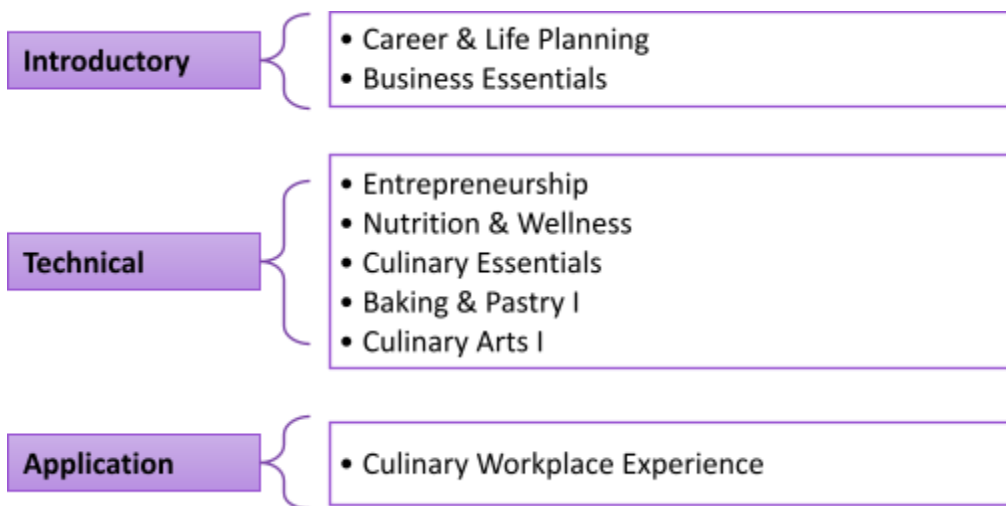 Introductory
• Career & Life Planning
• Business Essentials
Technical
• Entrepreneurship
• Nutrition & Wellness
• Culinary Essentials
• Baking & Pastry I
• Culinary Arts I
Application
• Culinary Workplace Experience